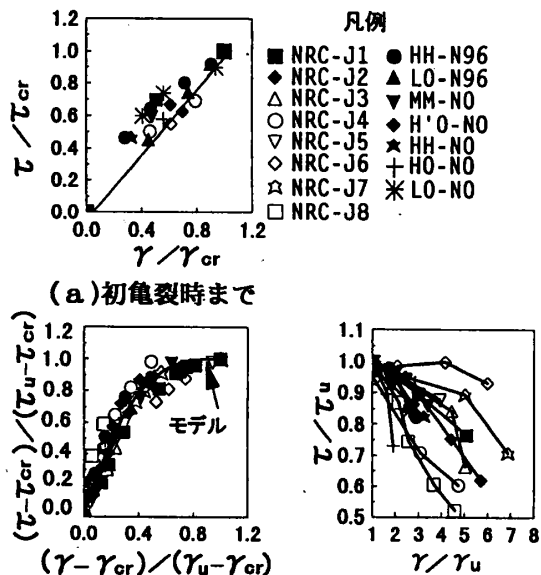 凡例
■NRC-J1
◆NRC-J2
△NRC-J3
○NRC-J4
▽NRC-J5
◇NRC-J6
☆NRC-J7
□NRC-J8
●HH-N96
▲LO-N96
▼MM-NO
◆H'O-NO
★HH-NO
+HO-NO
✳LO-NO
τ/τcr
1.2
1.0
0.8
0.6
0.4
0.2
0.0
0.0 0.4 0.8 1.2
γ/γcr
(a)初亀裂時まで
(τ-τcr)/(τu-τcr)
1.2
1.0
0.8
0.6
0.4
0.2
0.0
モデル
0.0 0.4 0.8 1.2
(γ-γcr)/(γu-γcr)
τ/τu
1.1
1.0
0.9
0.8
0.7
0.6
0.5
1 2 3 4 5 6 7 8
γ/γu